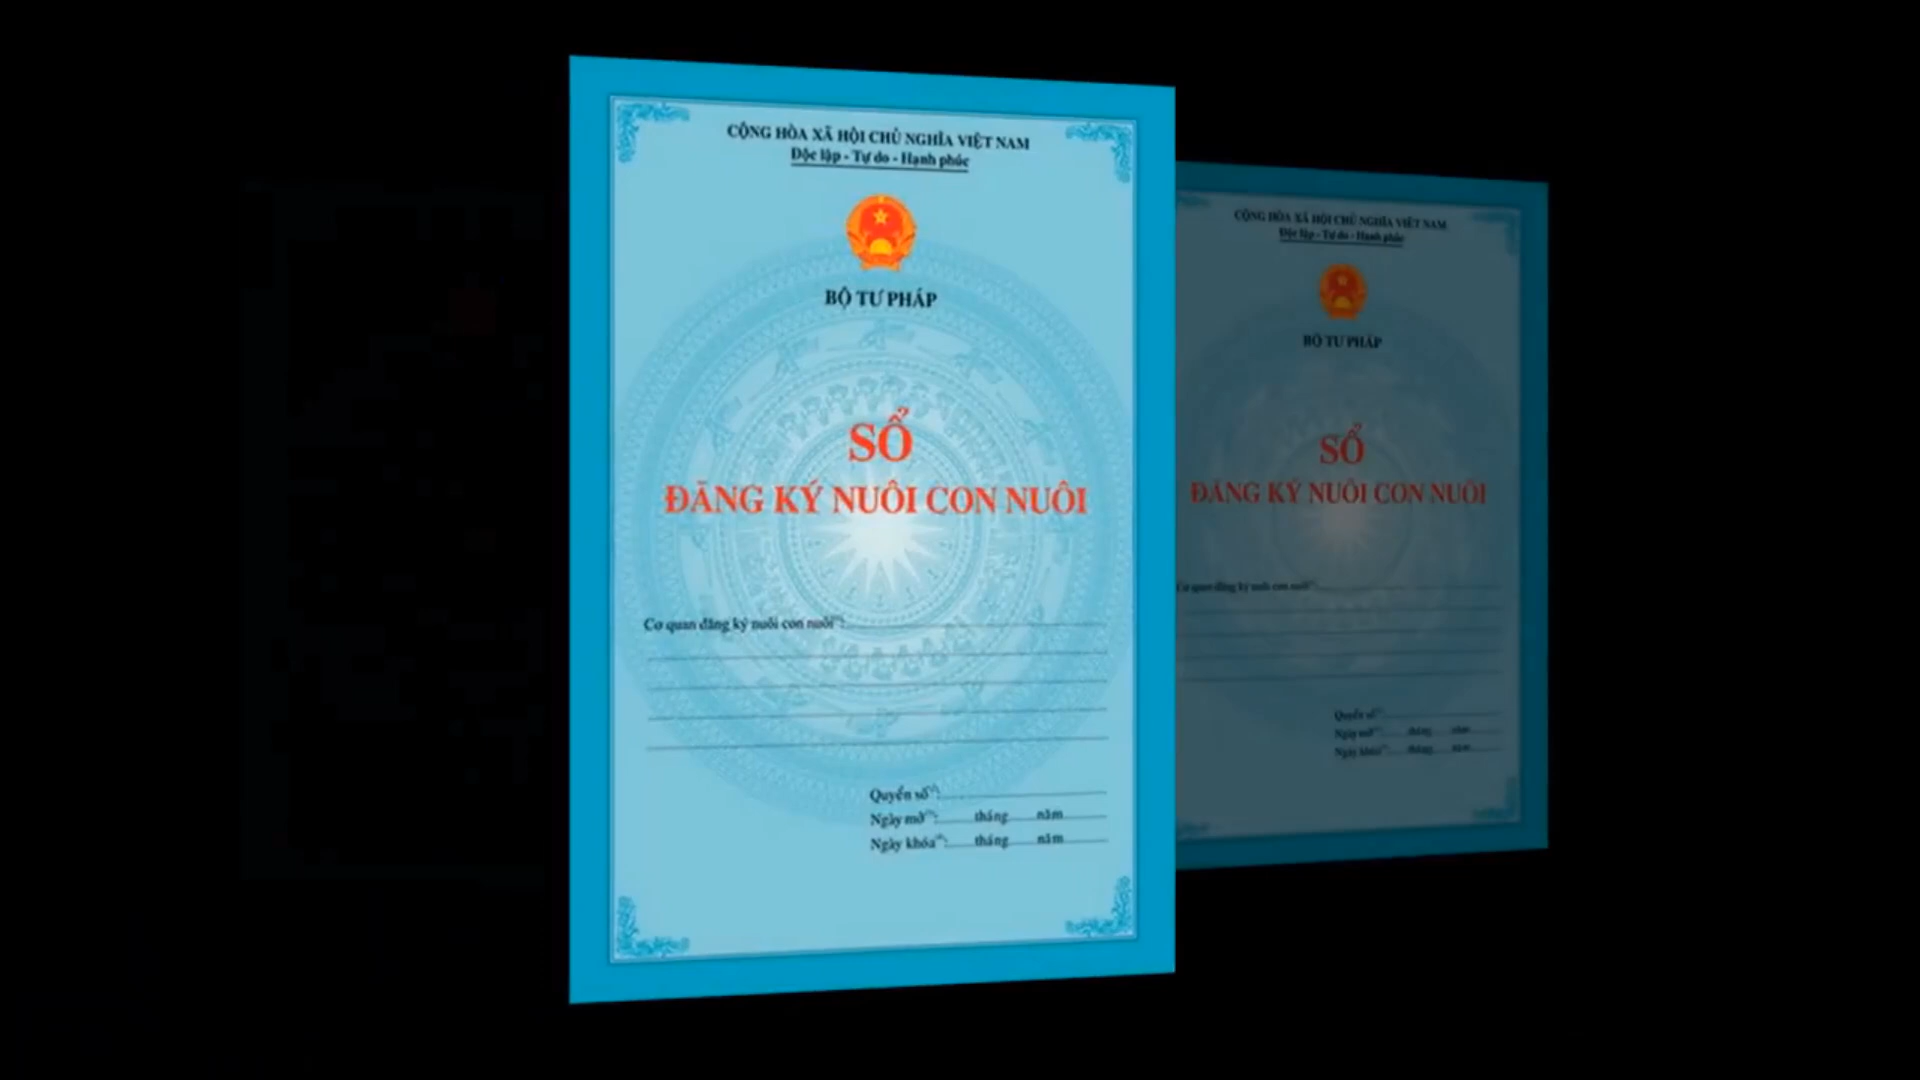 CỘNG HÒA XÃ HỘI CHỦ NGHĨA VIỆT NAM
Độc lập - Tự do - Hạnh phúc
BỘ TƯ PHÁP
SỔ
ĐĂNG KÝ NUÔI CON NUÔI
Cơ quan đăng ký nuôi con nuôi
Quyển số
Ngày mở tháng năm
Ngày khóa tháng năm
CỘNG HÒA XÃ HỘI CHỦ NGHĨA VIỆT NAM
Độc lập - Tự do - Hạnh phúc
BỘ TƯ PHÁP
SỔ
ĐĂNG KÝ NUÔI CON NUÔI
Cơ quan đăng ký nuôi con nuôi
Quyển số
Ngày mở tháng năm
Ngày khóa tháng năm